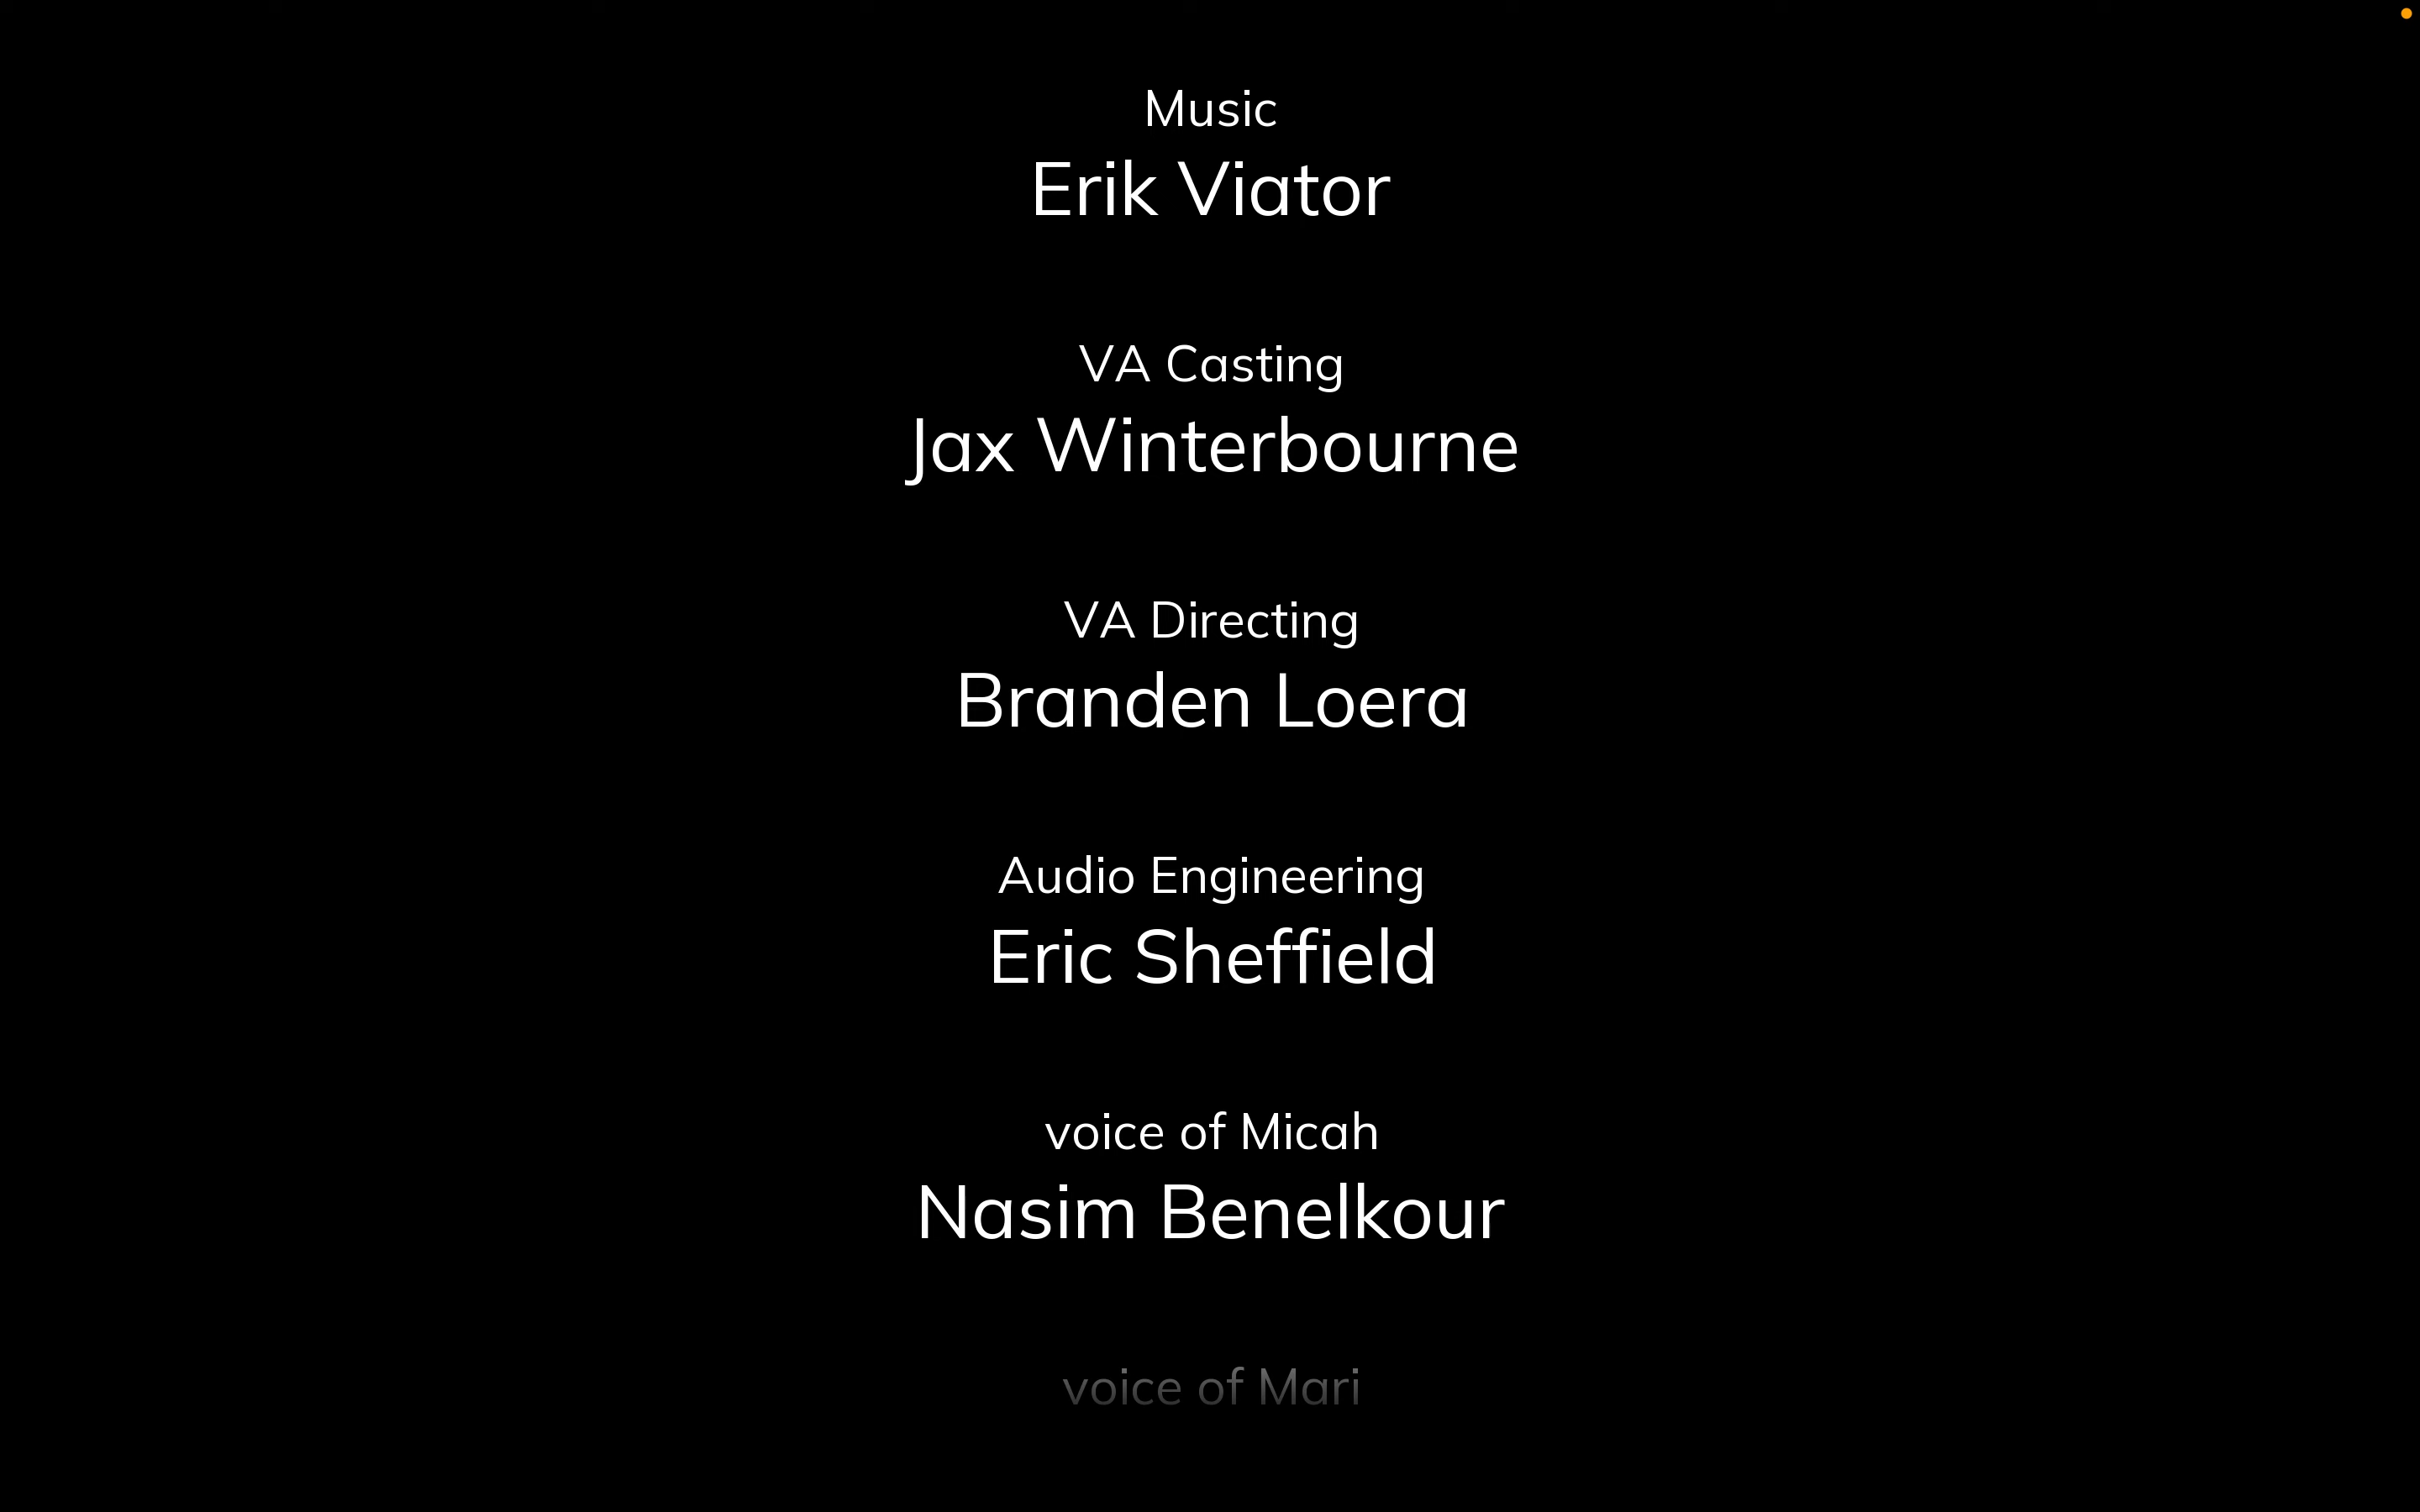 Music
Erik Viator
VA Casting
Jax Winterbourne
VA Directing
Branden Loera
Audio Engineering
Eric Sheffield
voice of Micah
Nasim Benelkour
voice of Mari